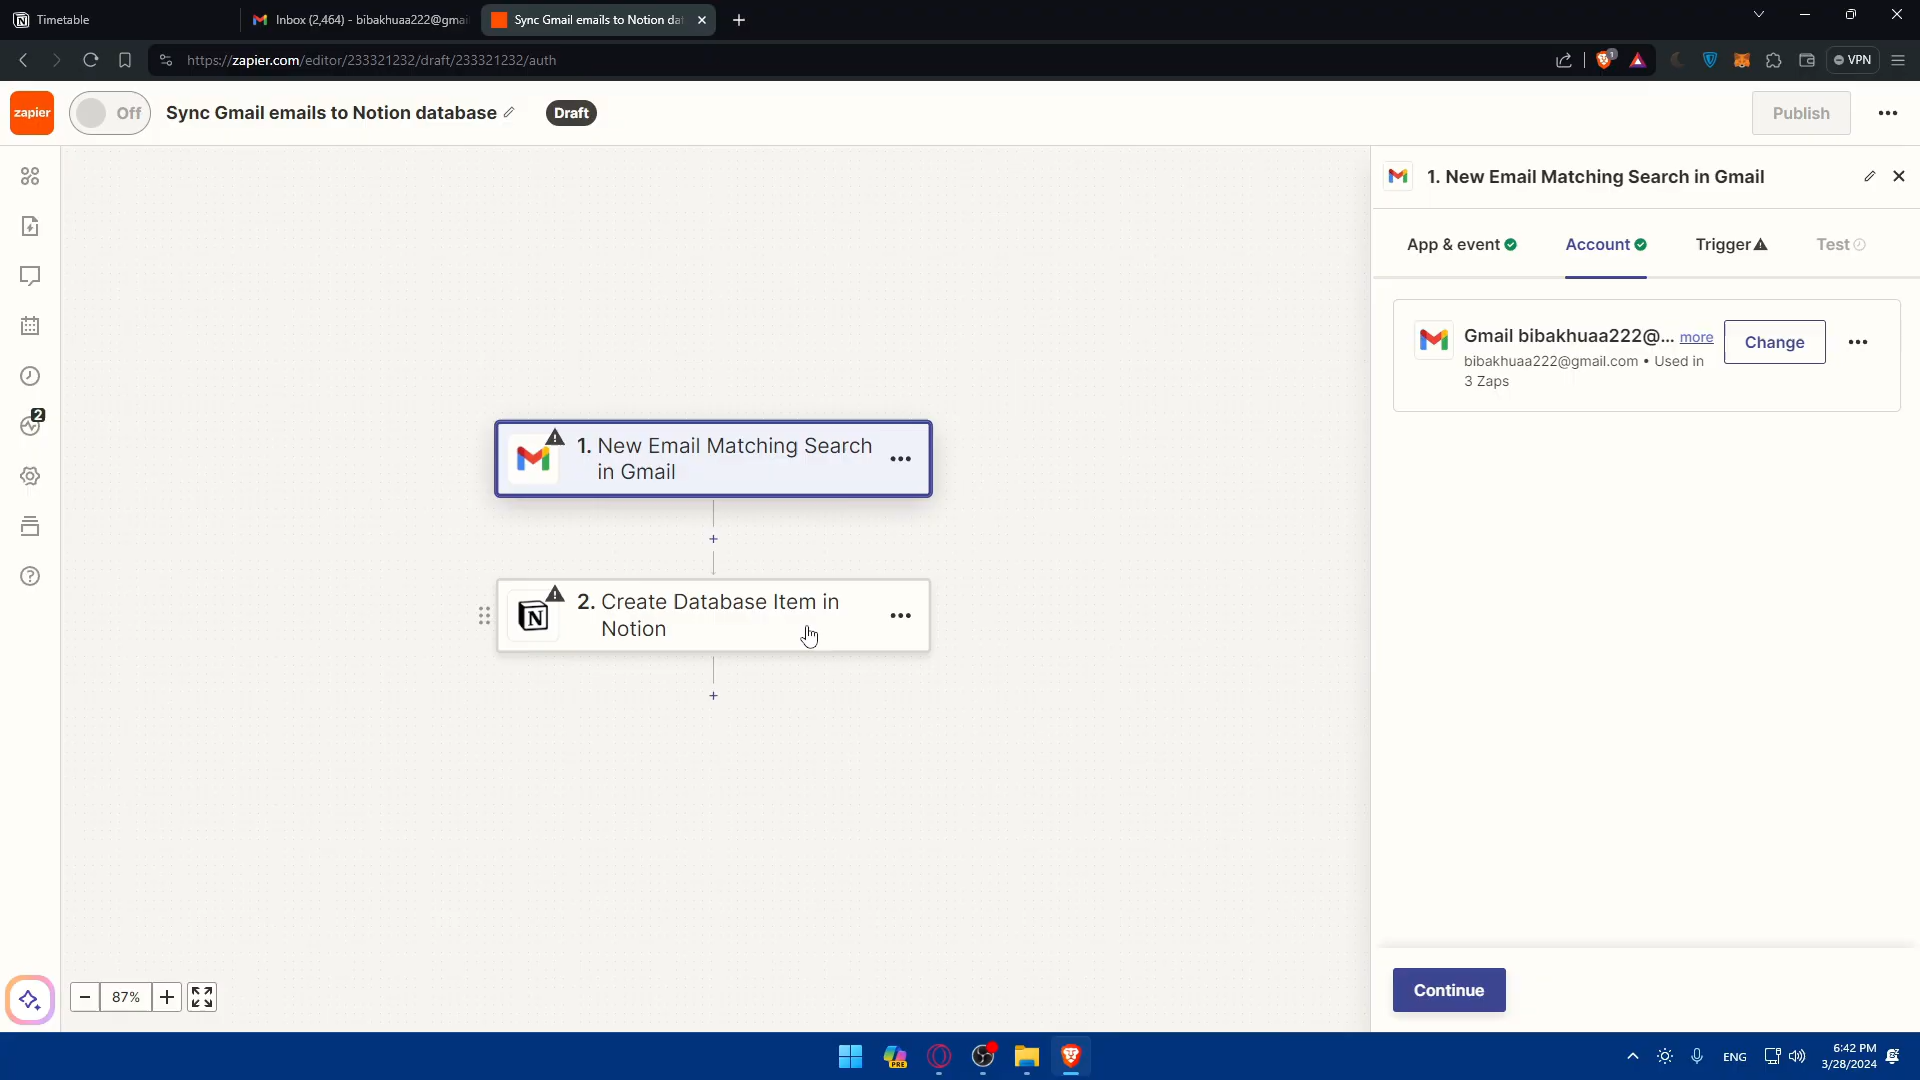 Timetable
Inbox (2,464) - bibakhuaa222@gmai
Sync Gmail emails to Notion da
https://zapier.com/editor/233321232/draft/233321232/auth
1
VPN
zapier
Off
Sync Gmail emails to Notion database
Draft
Publish
1. New Email Matching Search in Gmail
App & event
Account
Trigger
Test
Gmail bibakhuaa222@... more
bibakhuaa222@gmail.com • Used in
3 Zaps
Change
2
1. New Email Matching Search
in Gmail
2. Create Database Item in
Notion
87%
Continue
PRE
ENG
6:42 PM
3/28/2024